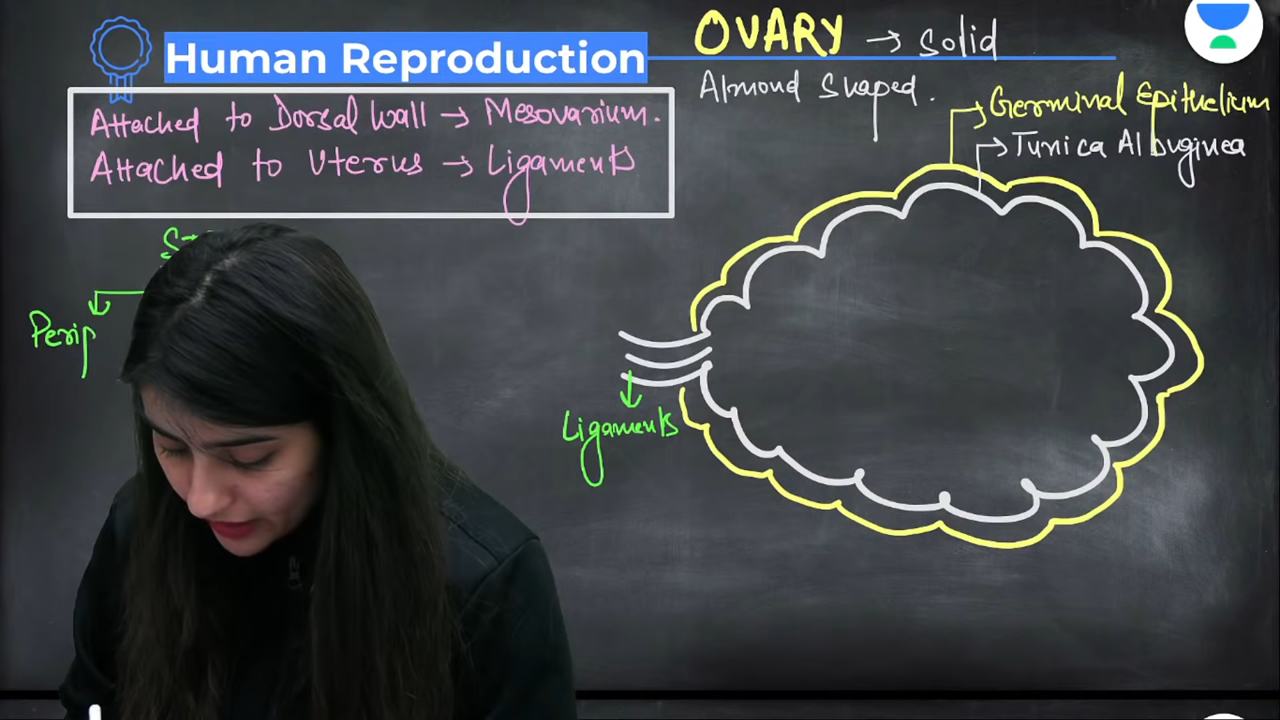 Human Reproduction
OVARY → Solid
Almond Shaped.
Attached to Dorsal Wall → Mesovarium.
Attached to Uterus → Ligaments
Germinal Epithelium
Tunica Albuginea
Perip
Ligaments